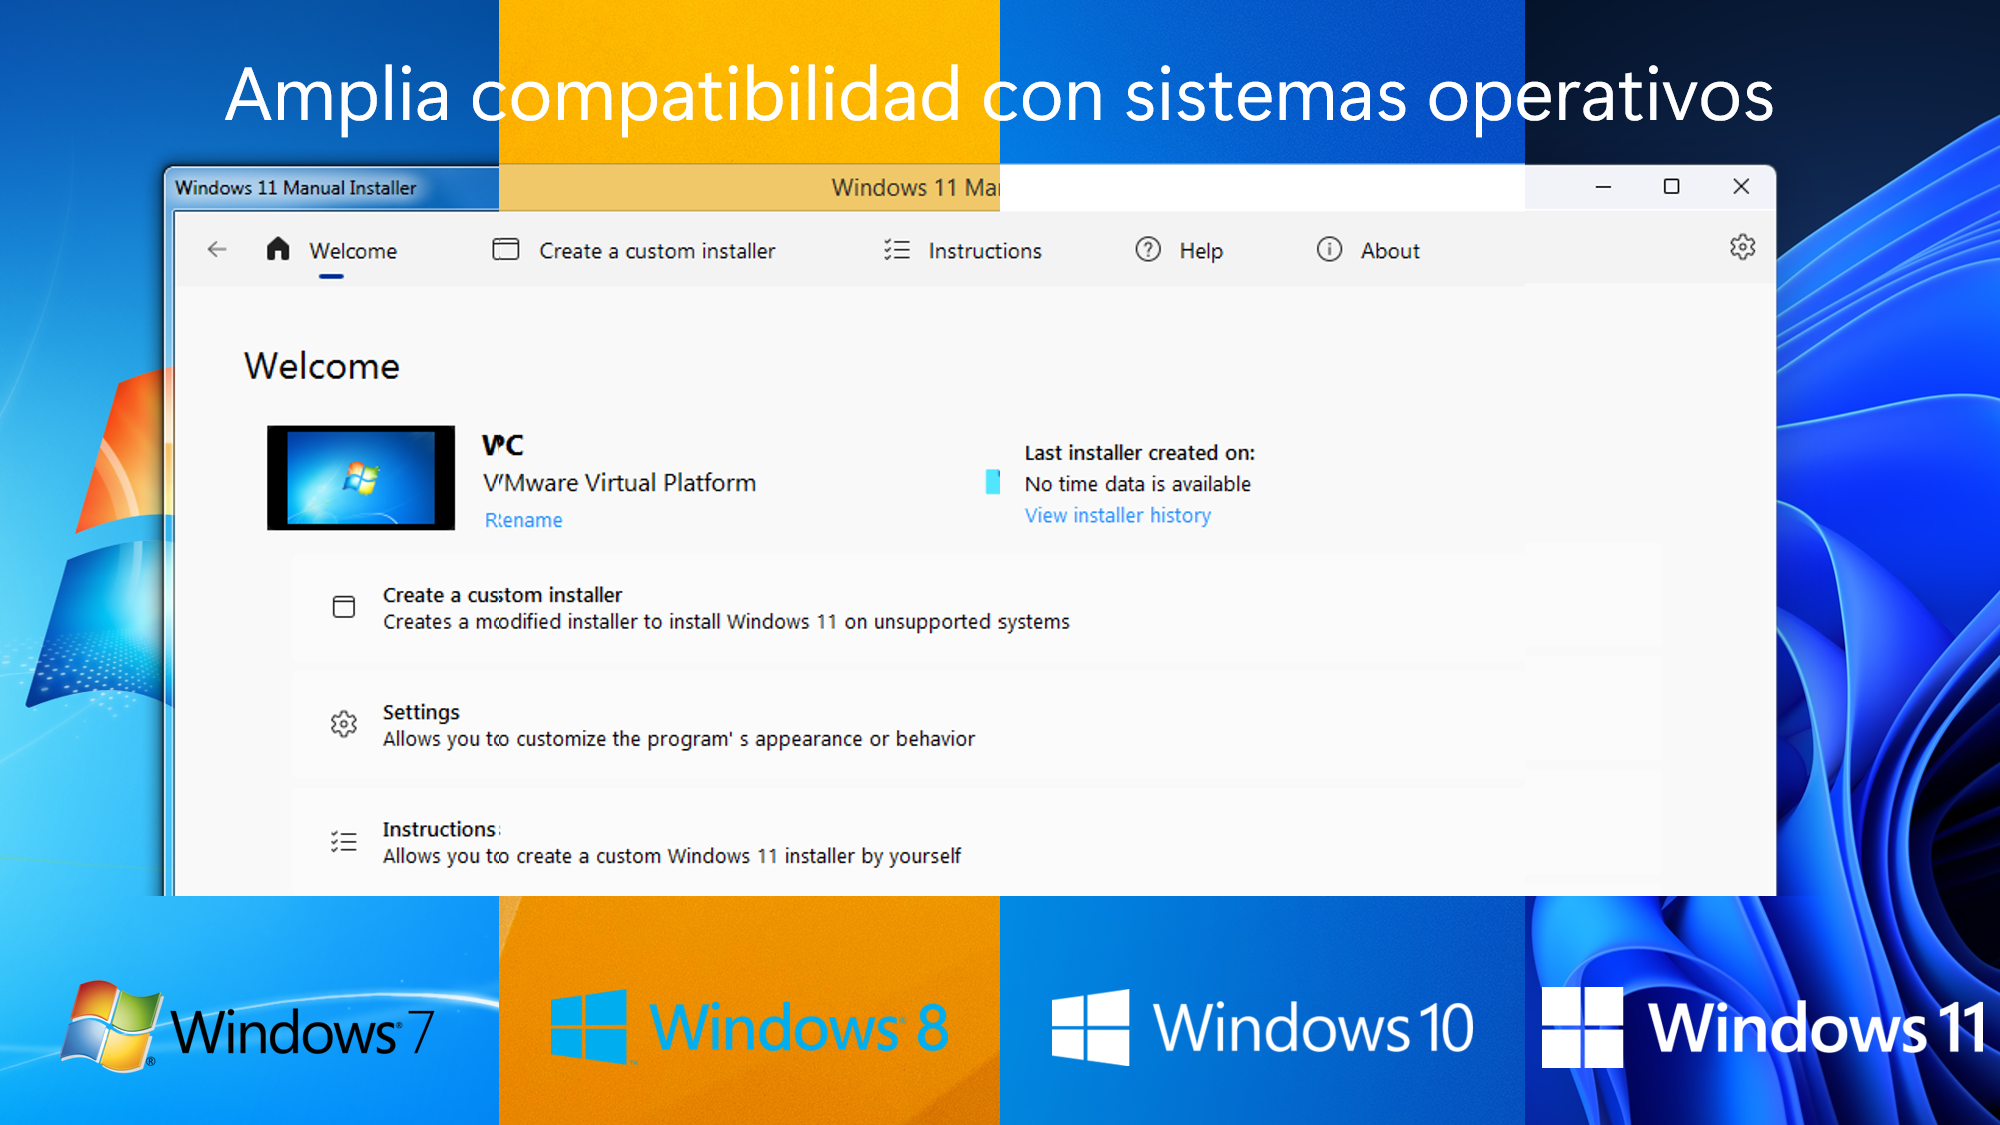 Amplia compatibilidad con sistemas operativos
Windows 11 Manual Installer
Windows 11 Ma
Welcome
Create a custom installer
Instructions
Help
About
Welcome
VMware Virtual Platform
Rename
Last installer created on:
No time data is available
View installer history
Create a custom installer
Creates a modified installer to install Windows 11 on unsupported systems
Settings
Allows you to customize the program's appearance or behavior
Instructions
Allows you to create a custom Windows 11 installer by yourself
Windows® 7
Windows® 8
Windows 10
Windows 11